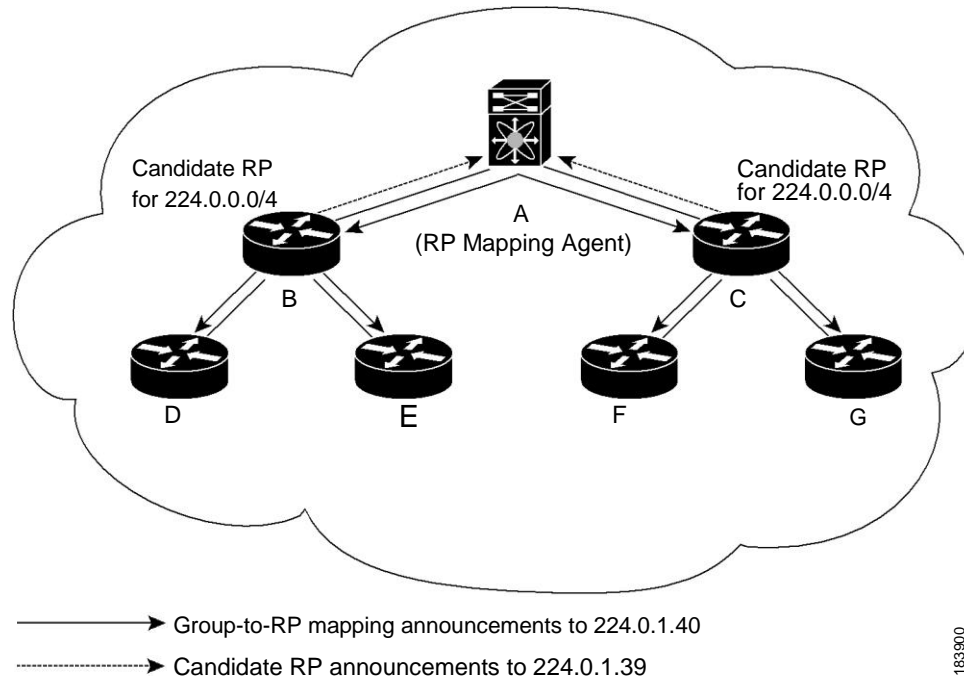 Candidate RP
for 224.0.0.0/4
Candidate RP
for 224.0.0.0/4
A
(RP Mapping Agent)
B
C
D
E
F
G
Group-to-RP mapping announcements to 224.0.1.40
Candidate RP announcements to 224.0.1.39
183900